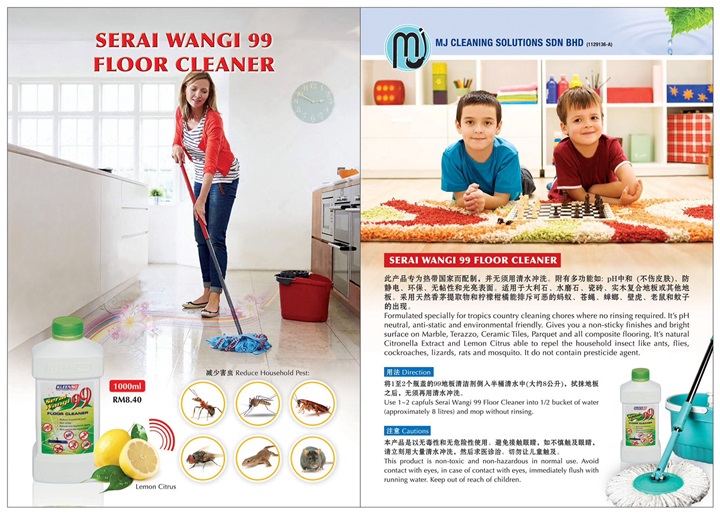 SERAI WANGI 99
FLOOR CLEANER
KLEENSO
Serai
Wangi 99
FLOOR CLEANER
1000ml
RM8.40
Lemon Citrus
减少害虫 Reduce Household Pest:
mj
MJ CLEANING SOLUTIONS SDN BHD (1120136-A)
SERAI WANGI 99 FLOOR CLEANER
此产品专为热带国家而配制，并无须用清水冲洗。附有多功能如: pH中和 (不伤皮肤)、防
静电、环保、无黏性和光亮表面。适用于大利石、水磨石、瓷砖、实木复合地板或其他地
板。采用天然香茅提取物和柠檬柑橘能排斥可恶的蚂蚁、苍蝇、蟑螂、壁虎、老鼠和蚊子
的出现。
Formulated specially for tropics country cleaning chores where no rinsing required. It's pH
neutral, anti-static and environmental friendly. Gives you a non-sticky finishes and bright
surface on Marble, Terazzo, Ceramic Tiles, Parquet and all composite flooring. It's natural
Citronella Extract and Lemon Citrus able to repel the household insect like ants, flies,
cockroaches, lizards, rats and mosquito. It do not contain presticide agent.
用法 Direction
将1至2个瓶盖的99地板清洁剂倒入半桶清水中(大约8公升)，拭抹地板
之后，无须再用清水冲洗。
Use 1–2 capfuls Serai Wangi 99 Floor Cleaner into 1/2 bucket of water
(approximately 8 litres) and mop without rinsing.
注意 Cautions
本产品是以无毒性和无危险性使用。避免接触眼睛，如不慎触及眼睛，
请立刻用大量清水冲洗，然后求医诊治。切勿让儿童触及。
This product is non-toxic and non-hazardous in normal use. Avoid
contact with eyes, in case of contact with eyes, immediately flush with
running water. Keep out of reach of children.
Serai
Wangi 99
FLOOR CLEANER